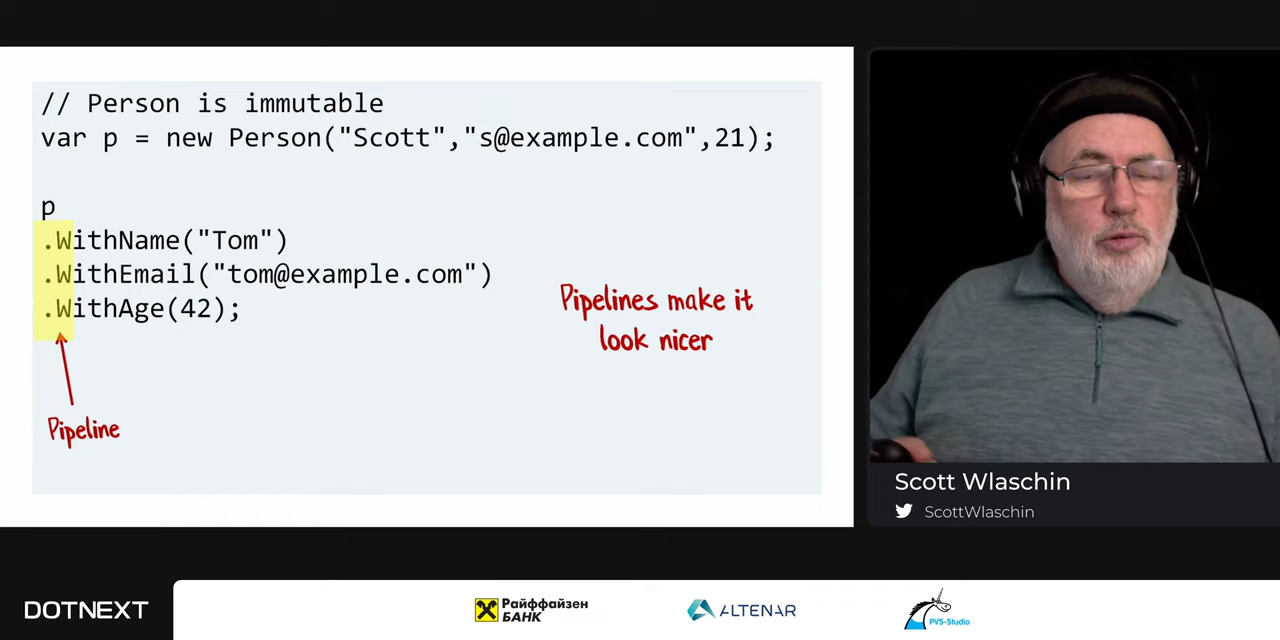 // Person is immutable
var p = new Person("Scott","s@example.com",21);
p
.WithName("Tom")
.WithEmail("tom@example.com")
.WithAge(42);
Pipelines make it
look nicer
Pipeline
Scott Wlaschin
ScottWlaschin
DOTNEXT
Райффайзен
БАНК
ALTENAR
PVS-Studio